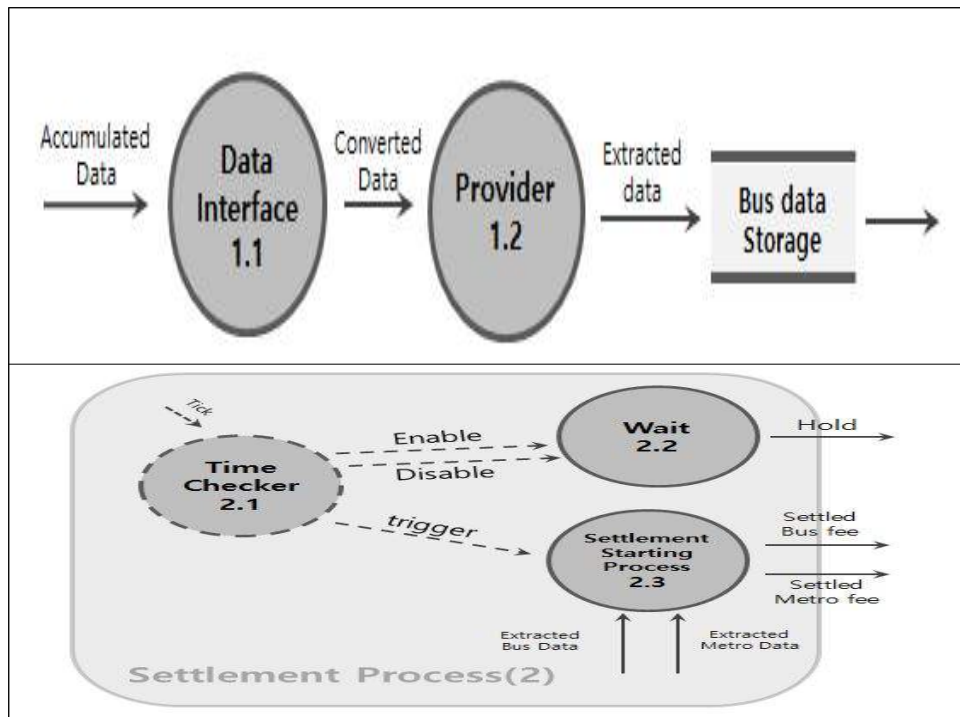 Accumulated
Data
Data
Interface
1.1
Converted
Data
Provider
1.2
Extracted
data
Bus data
Storage
Tick
Time
Checker
2.1
Enable
Disable
trigger
Wait
2.2
Hold
Settlement
Starting
Process
2.3
Settled
Bus fee
Settled
Metro fee
Extracted
Bus Data
Extracted
Metro Data
Settlement Process(2)